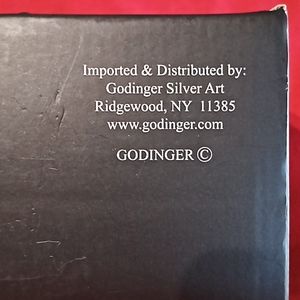 Imported & Distributed by:
Godinger Silver Art
Ridgewood, NY 11385
www.godinger.com
GODINGER ©